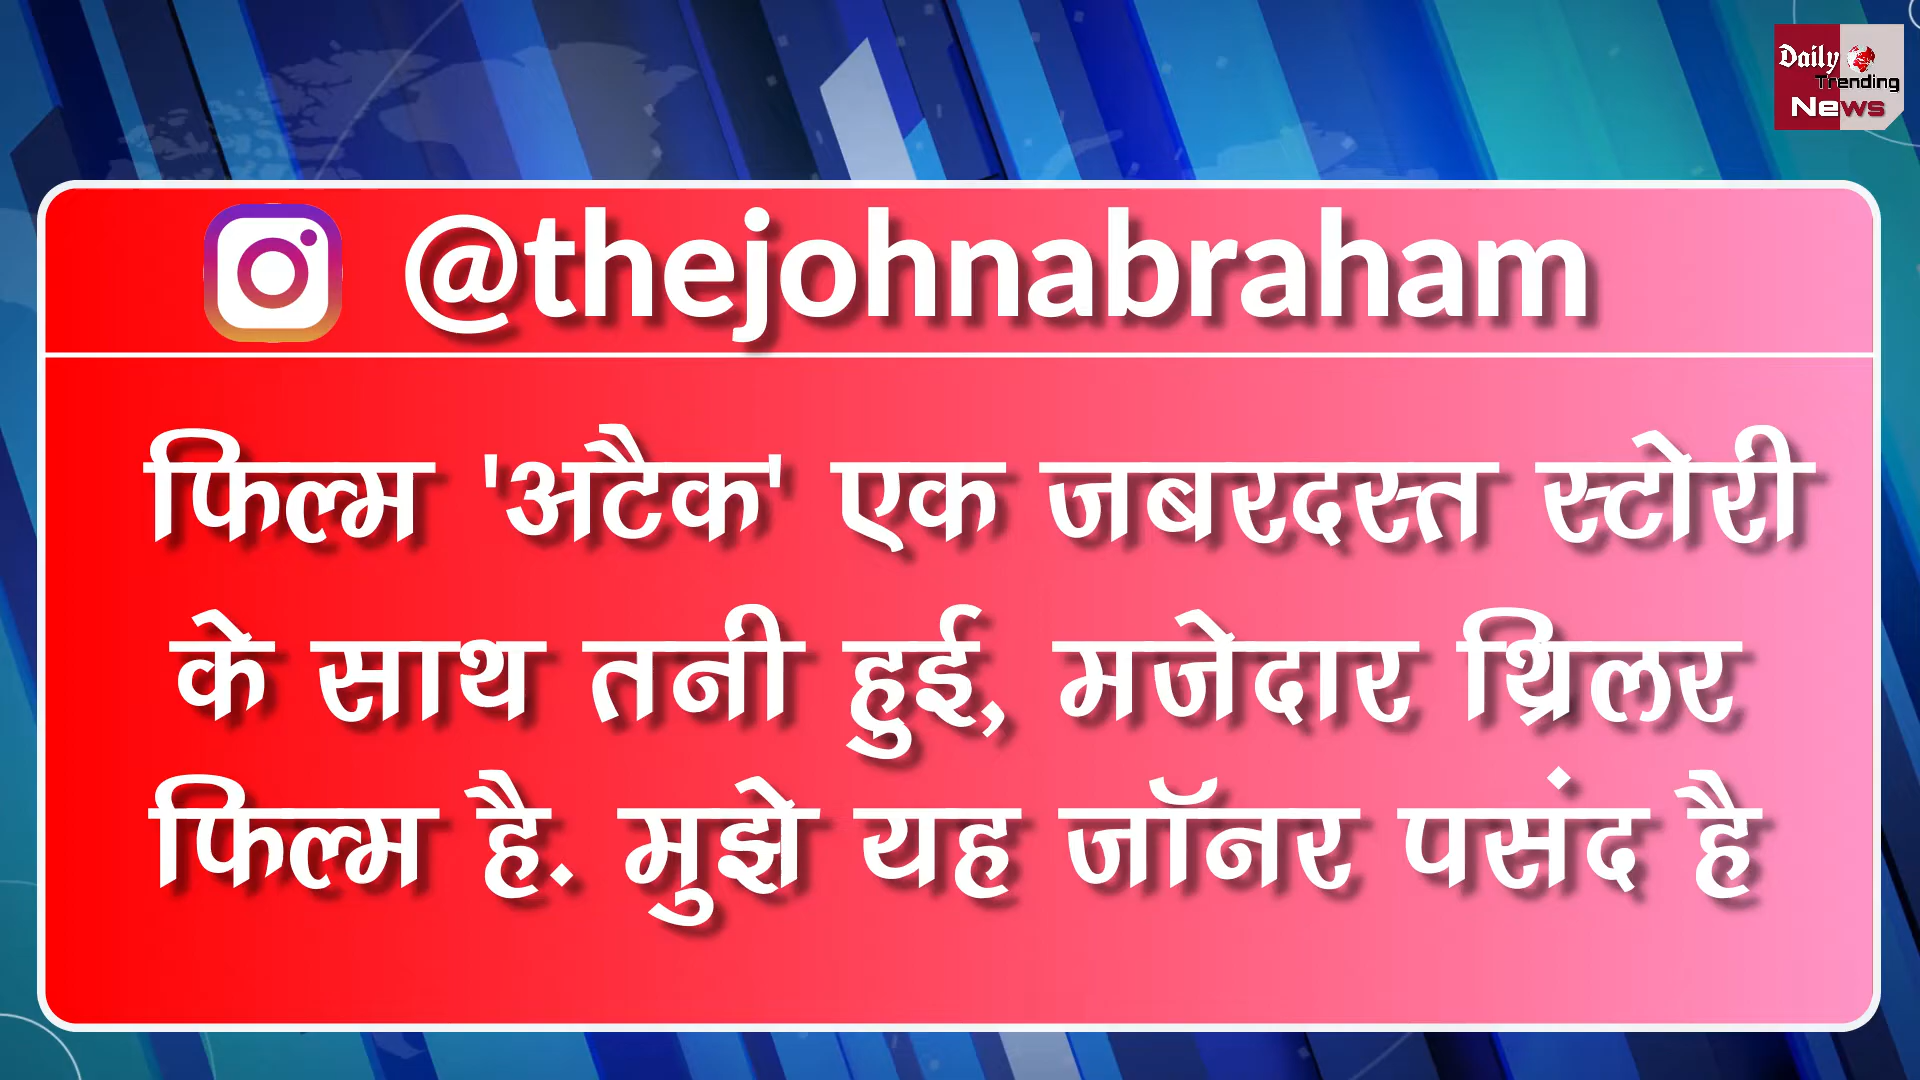 Daily
Trending
News
@thejohnabraham
फिल्म 'अटैक' एक जबरदस्त स्टोरी
के साथ तनी हुई, मजेदार थ्रिलर
फिल्म है. मुझे यह जॉनर पसंद है